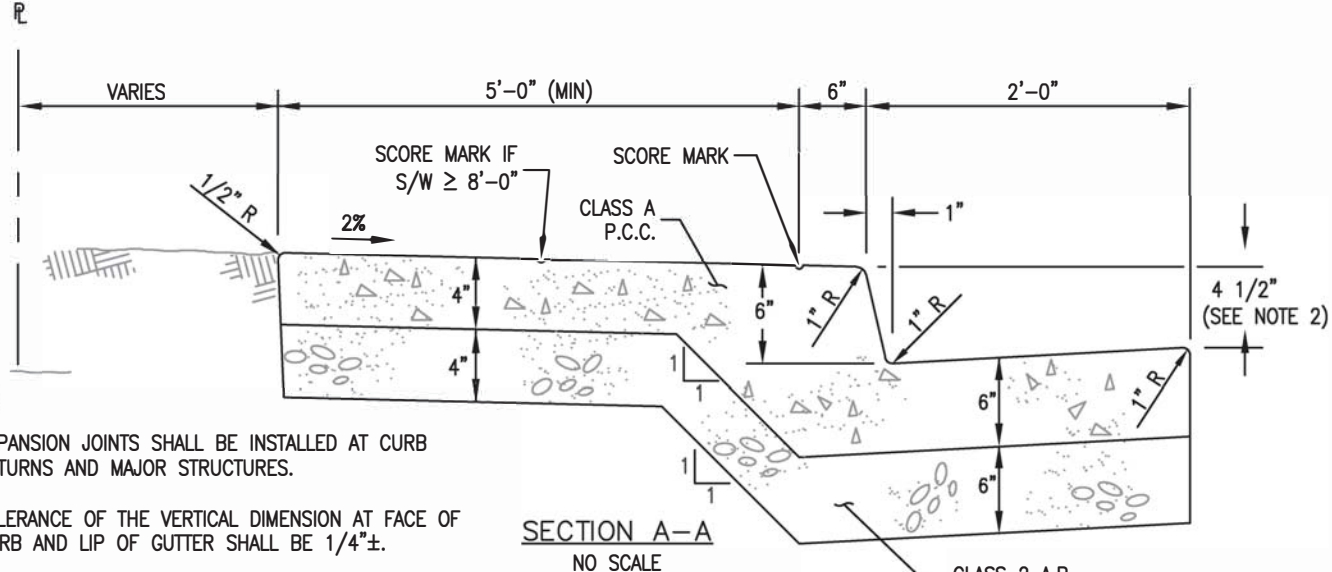 PL
VARIES
5'-0" (MIN)
6"
2'-0"
SCORE MARK IF
S/W ≥ 8'-0"
SCORE MARK
1/2" R
2%
CLASS A
P.C.C.
1"
4 1/2"
(SEE NOTE 2)
4"
6"
1" R
1" R
4"
1
1
6"
1" R
PANSION JOINTS SHALL BE INSTALLED AT CURB
TURNS AND MAJOR STRUCTURES.
1
1
6"
LERANCE OF THE VERTICAL DIMENSION AT FACE OF
RB AND LIP OF GUTTER SHALL BE 1/4"±.
SECTION A-A
NO SCALE